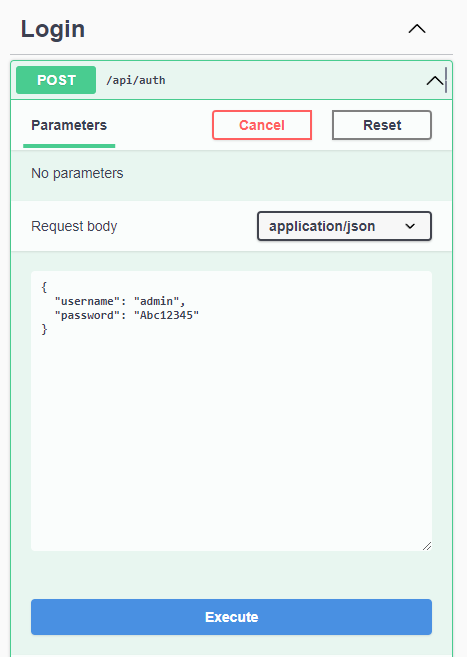 Login
POST /api/auth
Parameters Cancel Reset
No parameters
Request body application/json
{
  "username": "admin",
  "password": "Abc12345"
}
Execute